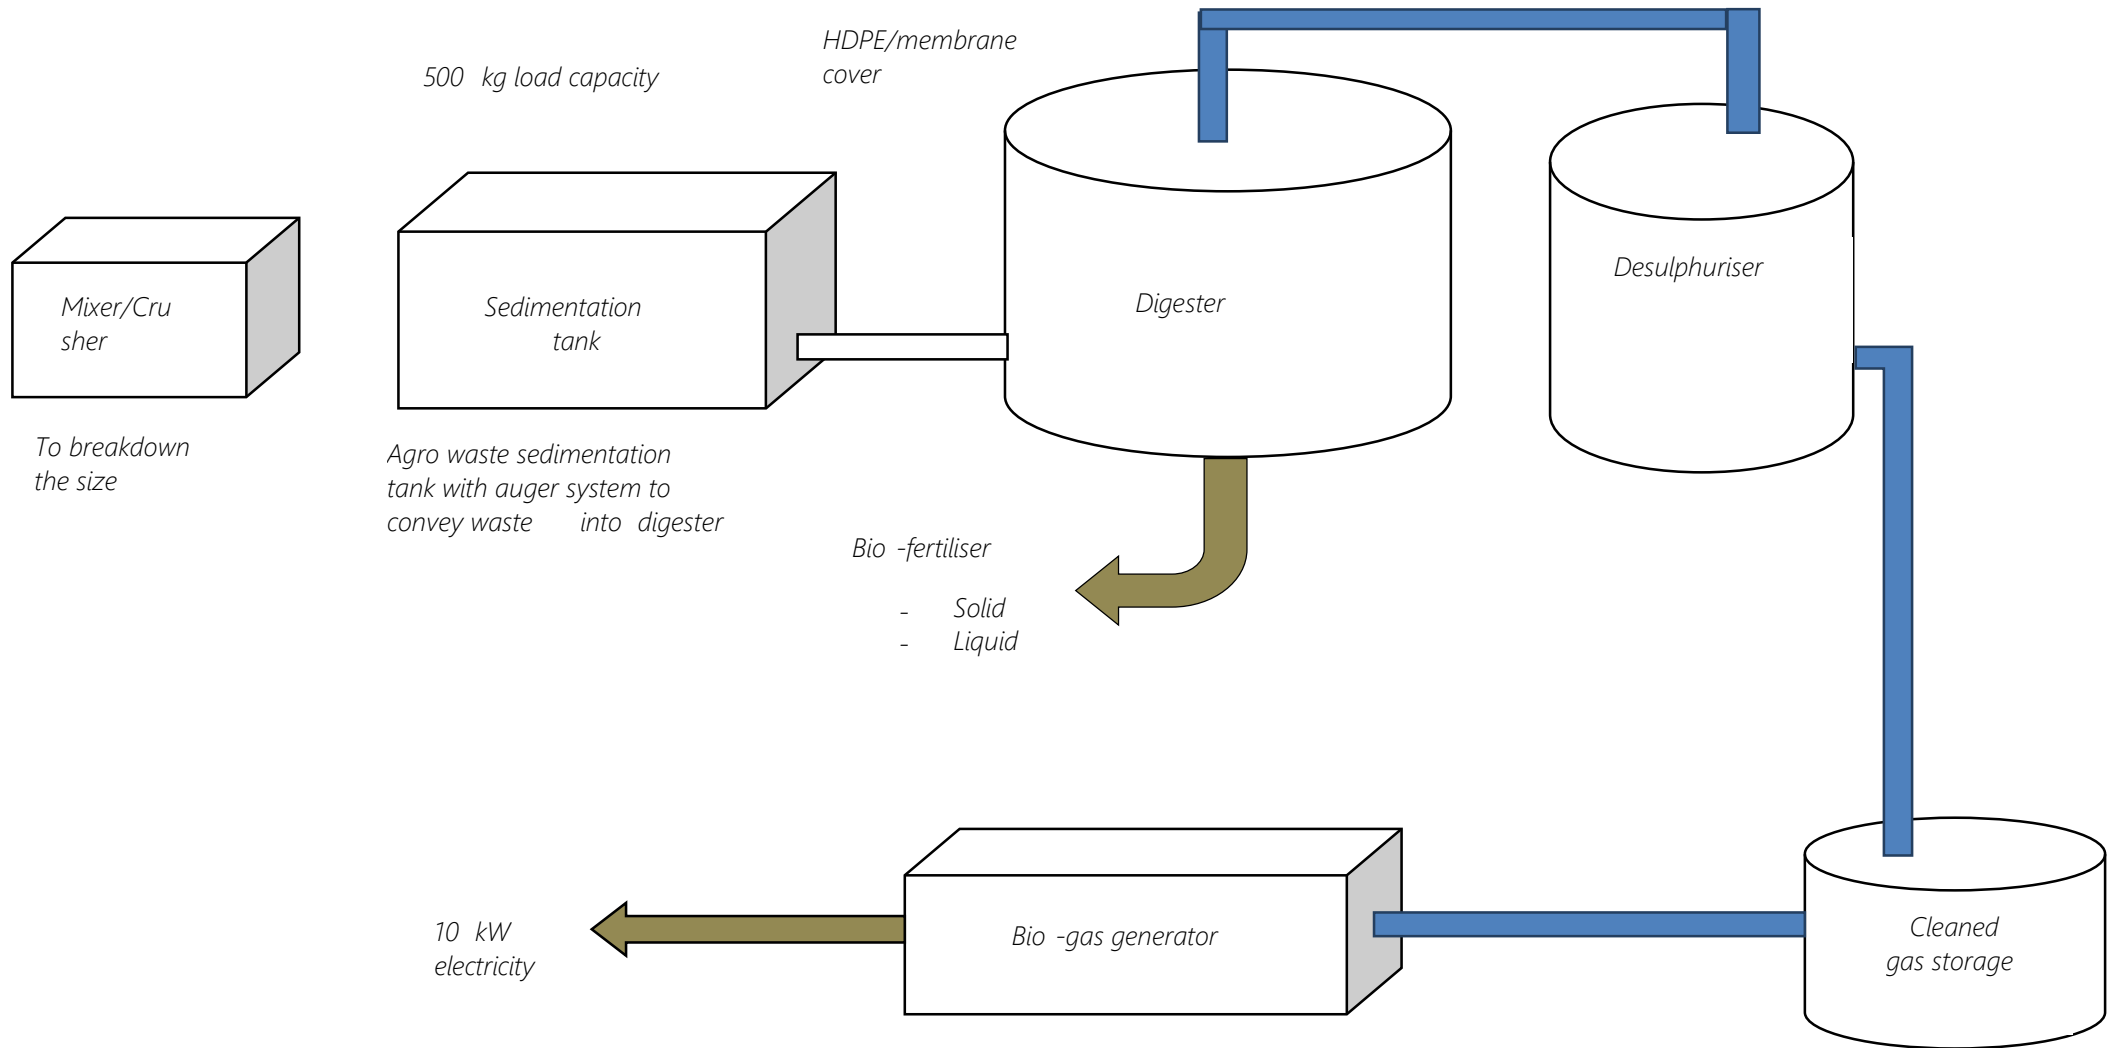 HDPE/membrane
cover
500 kg load capacity
Mixer/Cru
sher
Sedimentation
tank
Digester
Desulphuriser
To breakdown
the size
Agro waste sedimentation
tank with auger system to
convey waste into digester
Bio -fertiliser
- Solid
- Liquid
10 kW
electricity
Bio -gas generator
Cleaned
gas storage